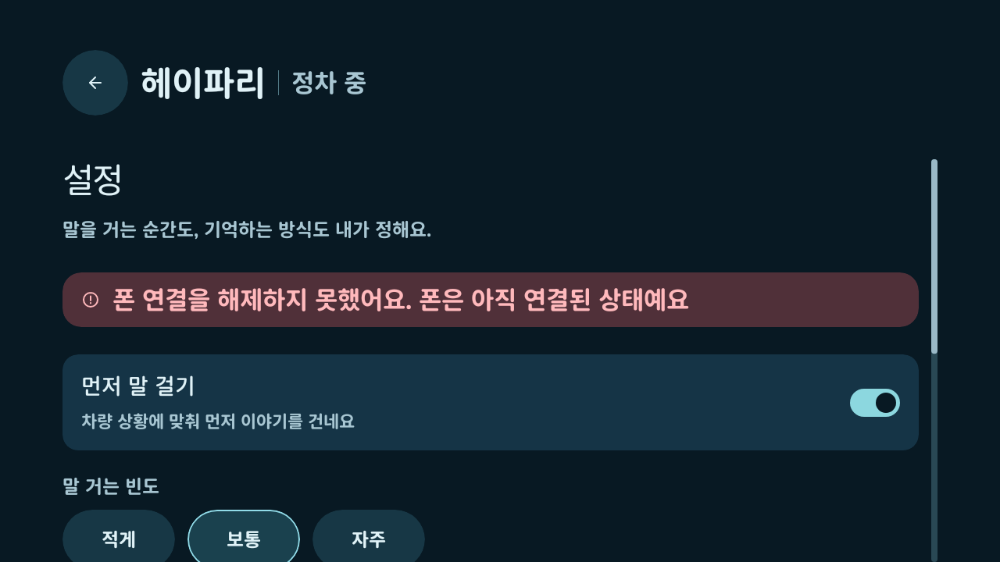 헤이파리
정차 중
설정
말을 거는 순간도, 기억하는 방식도 내가 정해요.
폰 연결을 해제하지 못했어요. 폰은 아직 연결된 상태예요
먼저 말 걸기
차량 상황에 맞춰 먼저 이야기를 건네요
말 거는 빈도
적게
보통
자주